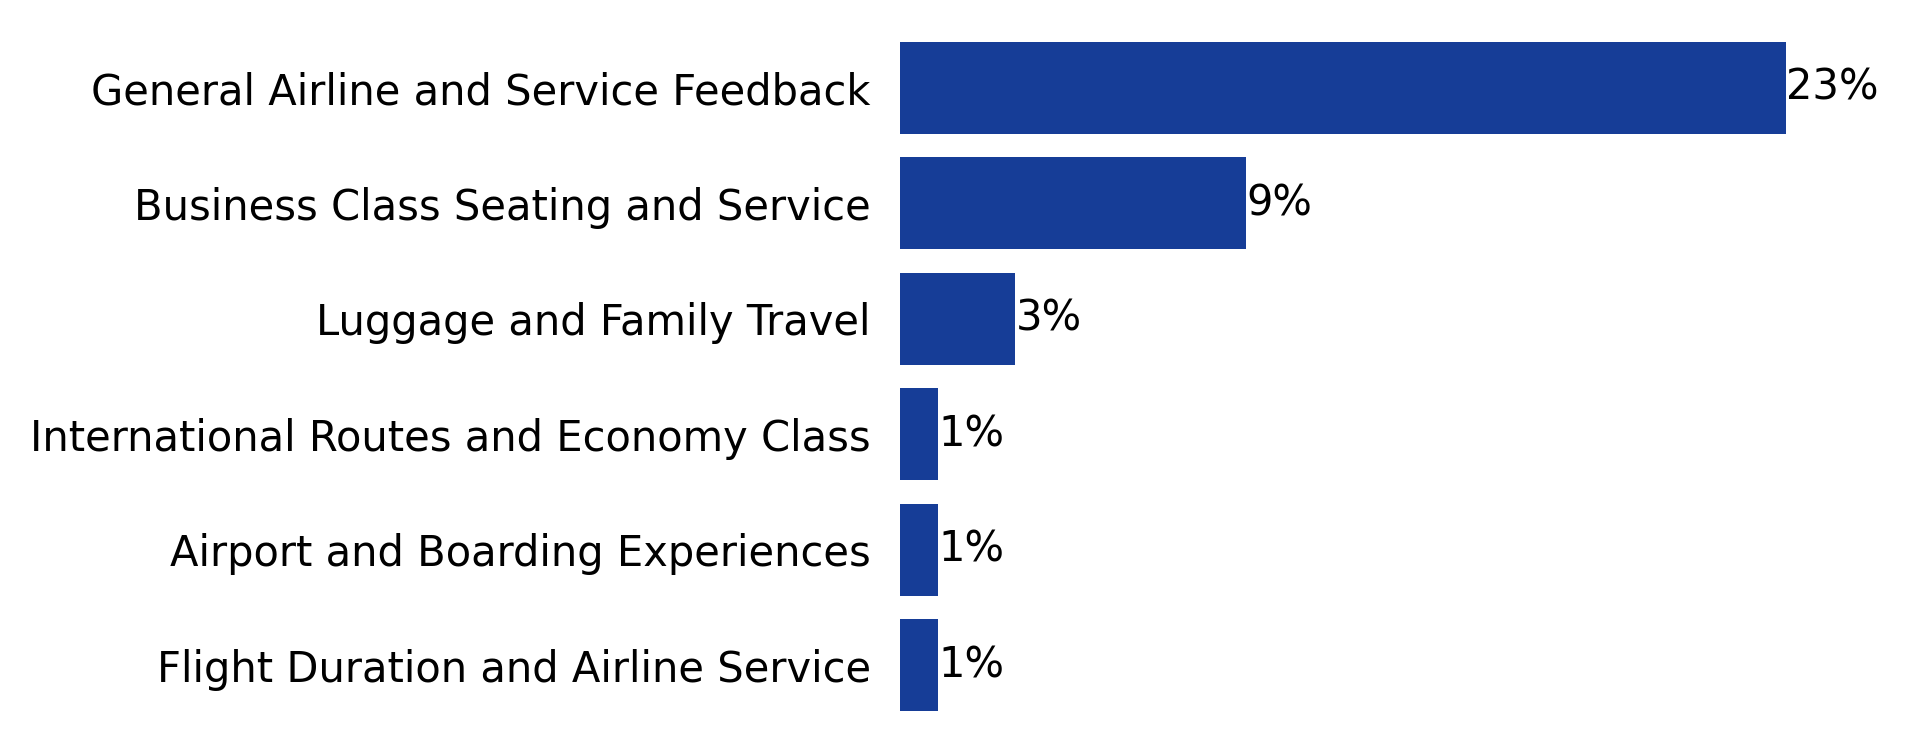 General Airline and Service Feedback 23%
Business Class Seating and Service 9%
Luggage and Family Travel 3%
International Routes and Economy Class 1%
Airport and Boarding Experiences 1%
Flight Duration and Airline Service 1%